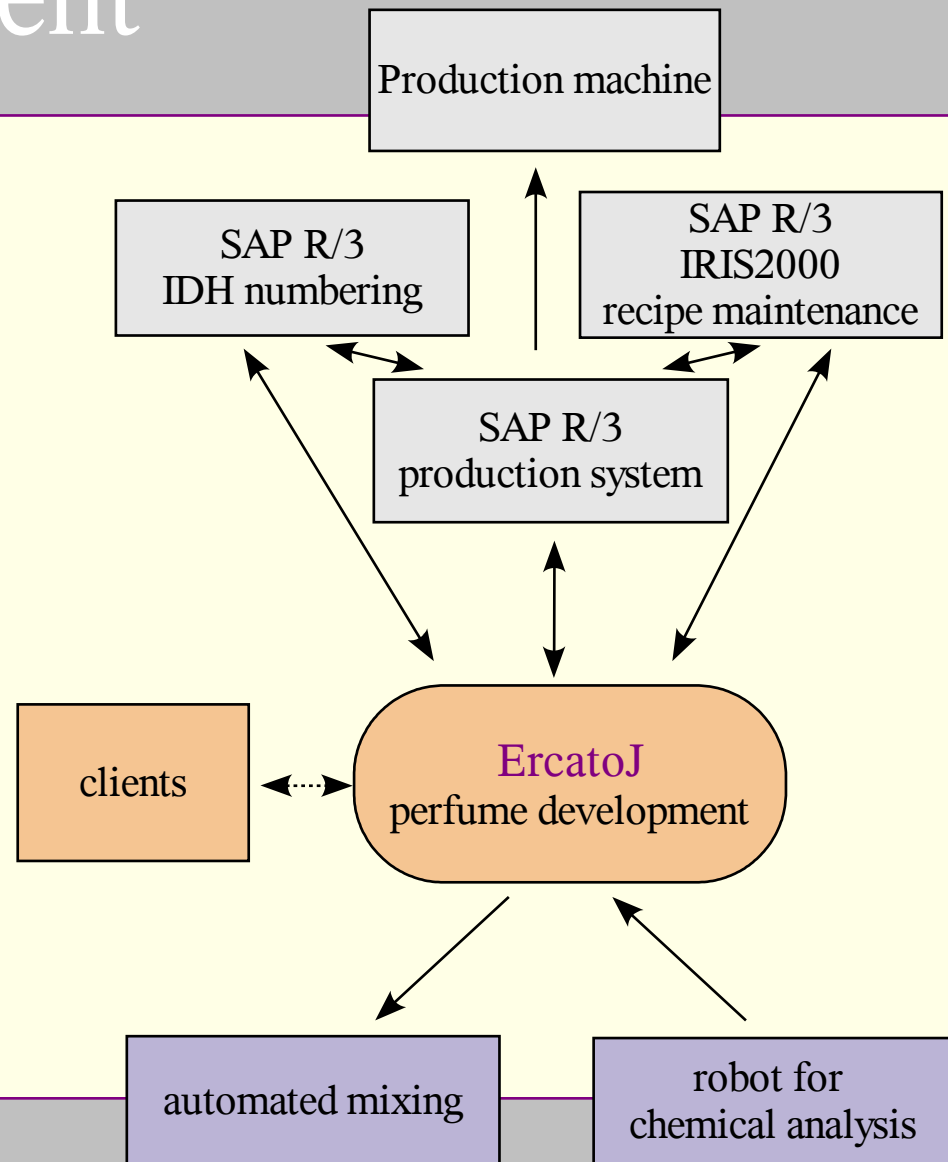 ent
Production machine
SAP R/3
IDH numbering
SAP R/3
IRIS2000
recipe maintenance
SAP R/3
production system
clients
ErcatoJ
perfume development
automated mixing
robot for
chemical analysis